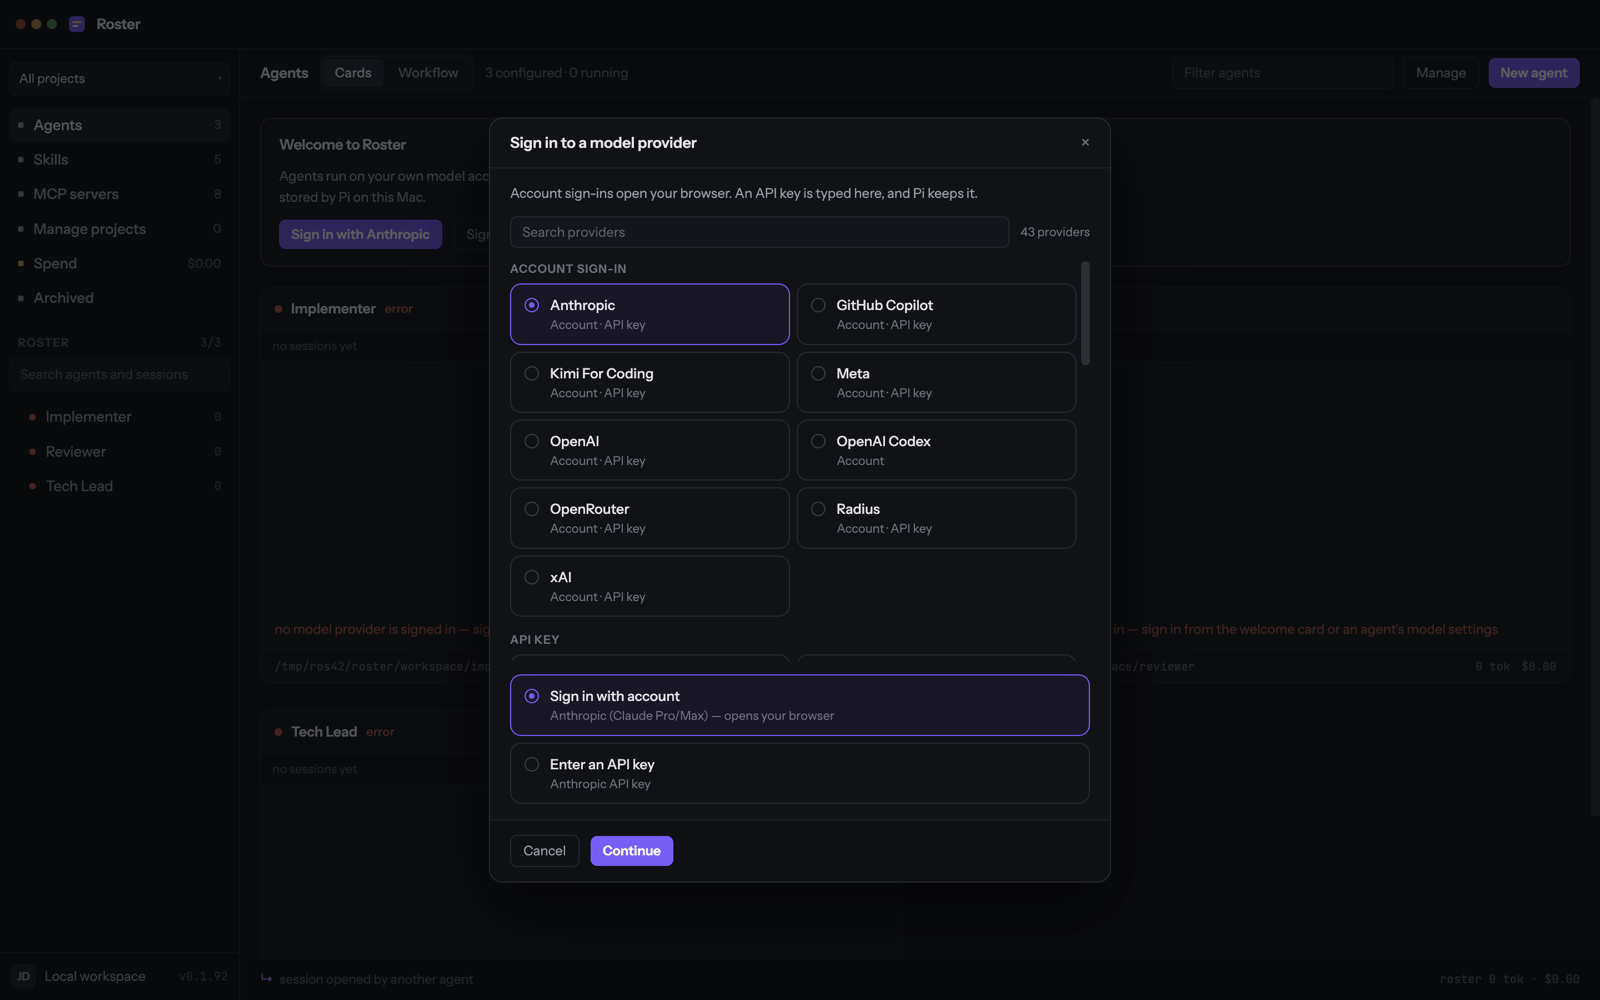 Roster
All projects
Agents 3
Skills 5
MCP servers 8
Manage projects 0
Spend $0.00
Archived
ROSTER 3/3
Search agents and sessions
Implementer 0
Reviewer 0
Tech Lead 0
JD Local workspace v0.1.92
Agents Cards Workflow 3 configured · 0 running
Filter agents Manage New agent
Welcome to Roster
Agents run on your own model acc
stored by Pi on this Mac.
Sign in with Anthropic Sig
Implementer error
no sessions yet
no model provider is signed in — sig
/tmp/ros42/roster/workspace/imp
in — sign in from the welcome card or an agent's model settings
ace/reviewer 0 tok $0.00
Tech Lead error
no sessions yet
↳ session opened by another agent
roster 0 tok · $0.00
Sign in to a model provider ×
Account sign-ins open your browser. An API key is typed here, and Pi keeps it.
Search providers 43 providers
ACCOUNT SIGN-IN
Anthropic
Account · API key
GitHub Copilot
Account · API key
Kimi For Coding
Account · API key
Meta
Account · API key
OpenAI
Account · API key
OpenAI Codex
Account
OpenRouter
Account · API key
Radius
Account · API key
xAI
Account · API key
API KEY
Sign in with account
Anthropic (Claude Pro/Max) — opens your browser
Enter an API key
Anthropic API key
Cancel Continue